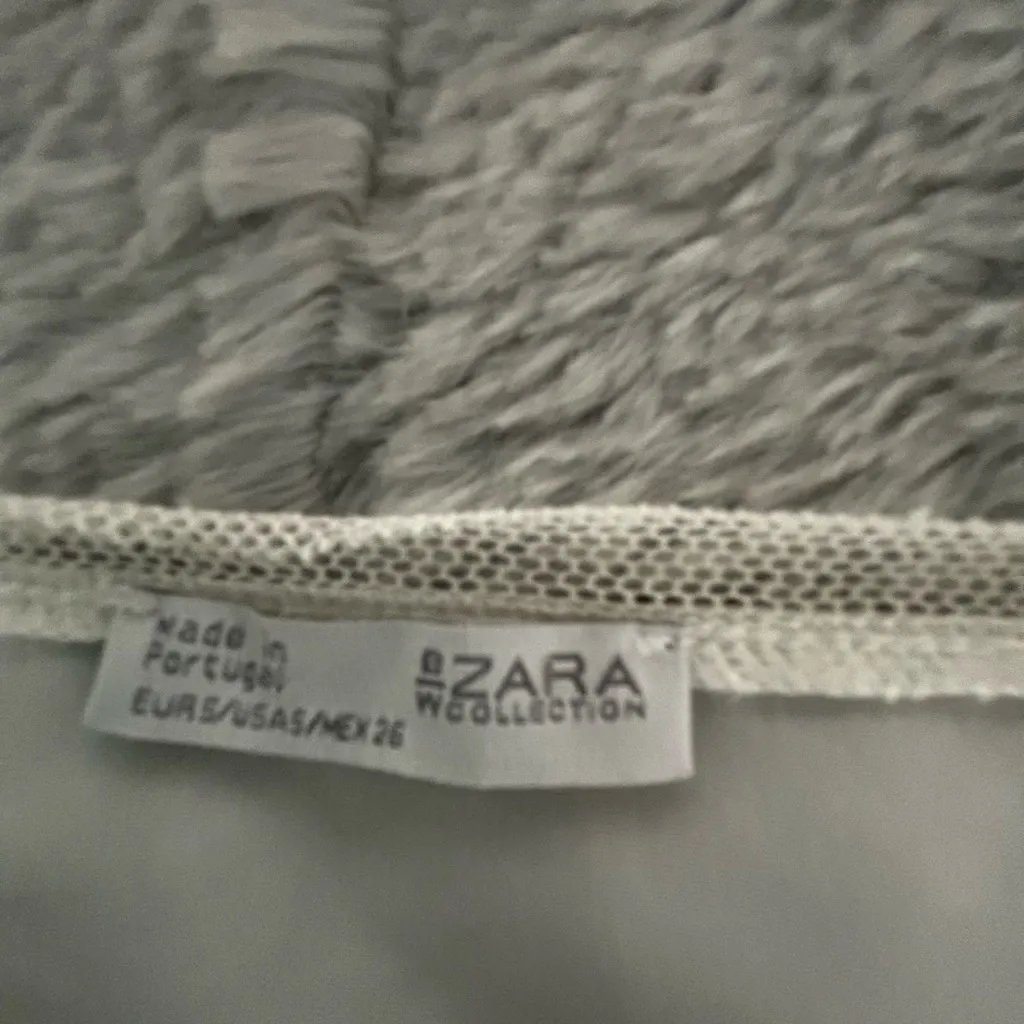 Made in
Portugal
EUR S/USA S/MEX 26
B/W ZARA
COLLECTION